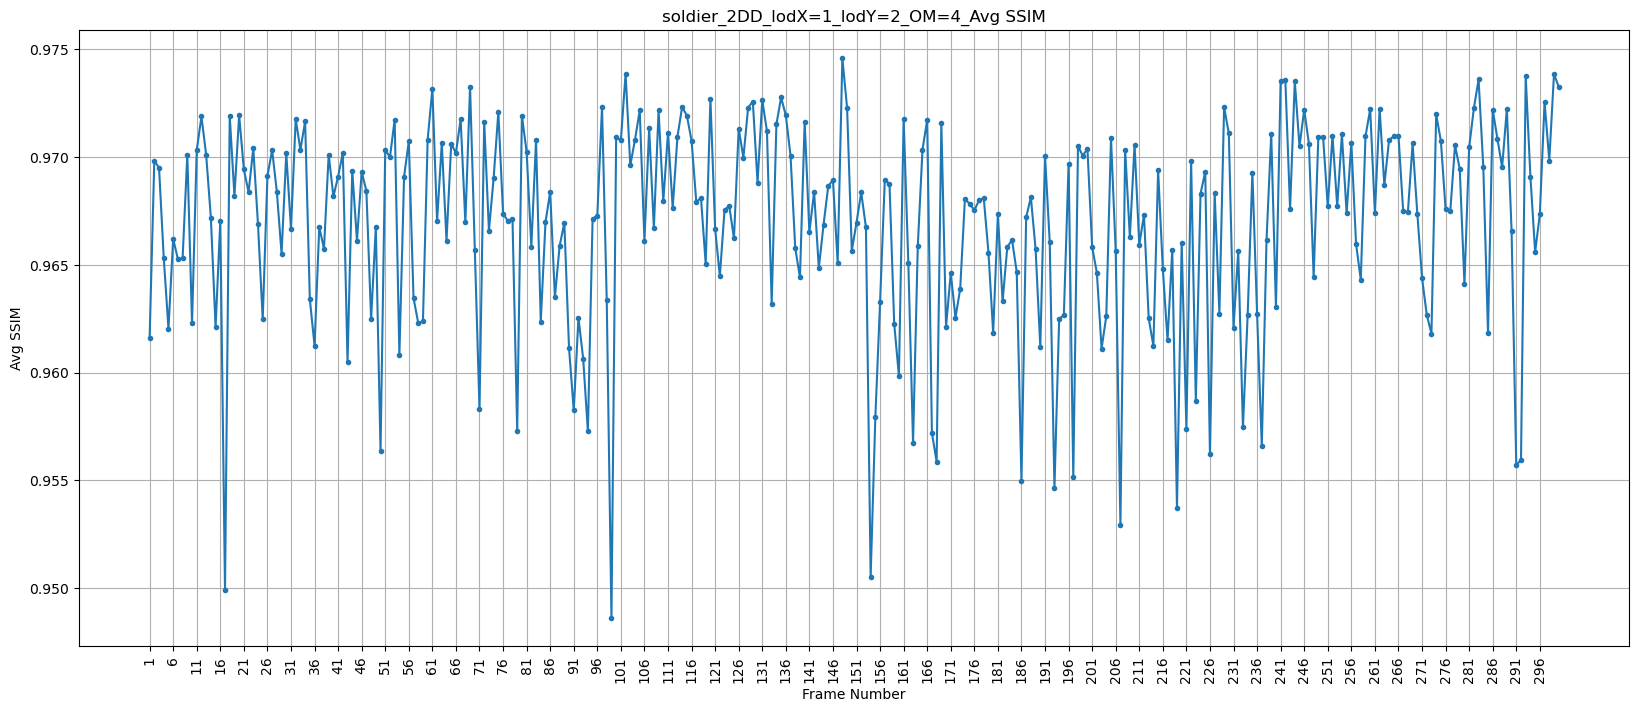 soldier_2DD_lodX=1_lodY=2_OM=4_Avg SSIM
Avg SSIM
0.975
0.970
0.965
0.960
0.955
0.950
1 6 11 16 21 26 31 36 41 46 51 56 61 66 71 76 81 86 91 96 101 106 111 116 121 126 131 136 141 146 151 156 161 166 171 176 181 186 191 196 201 206 211 216 221 226 231 236 241 246 251 256 261 266 271 276 281 286 291 296
Frame Number